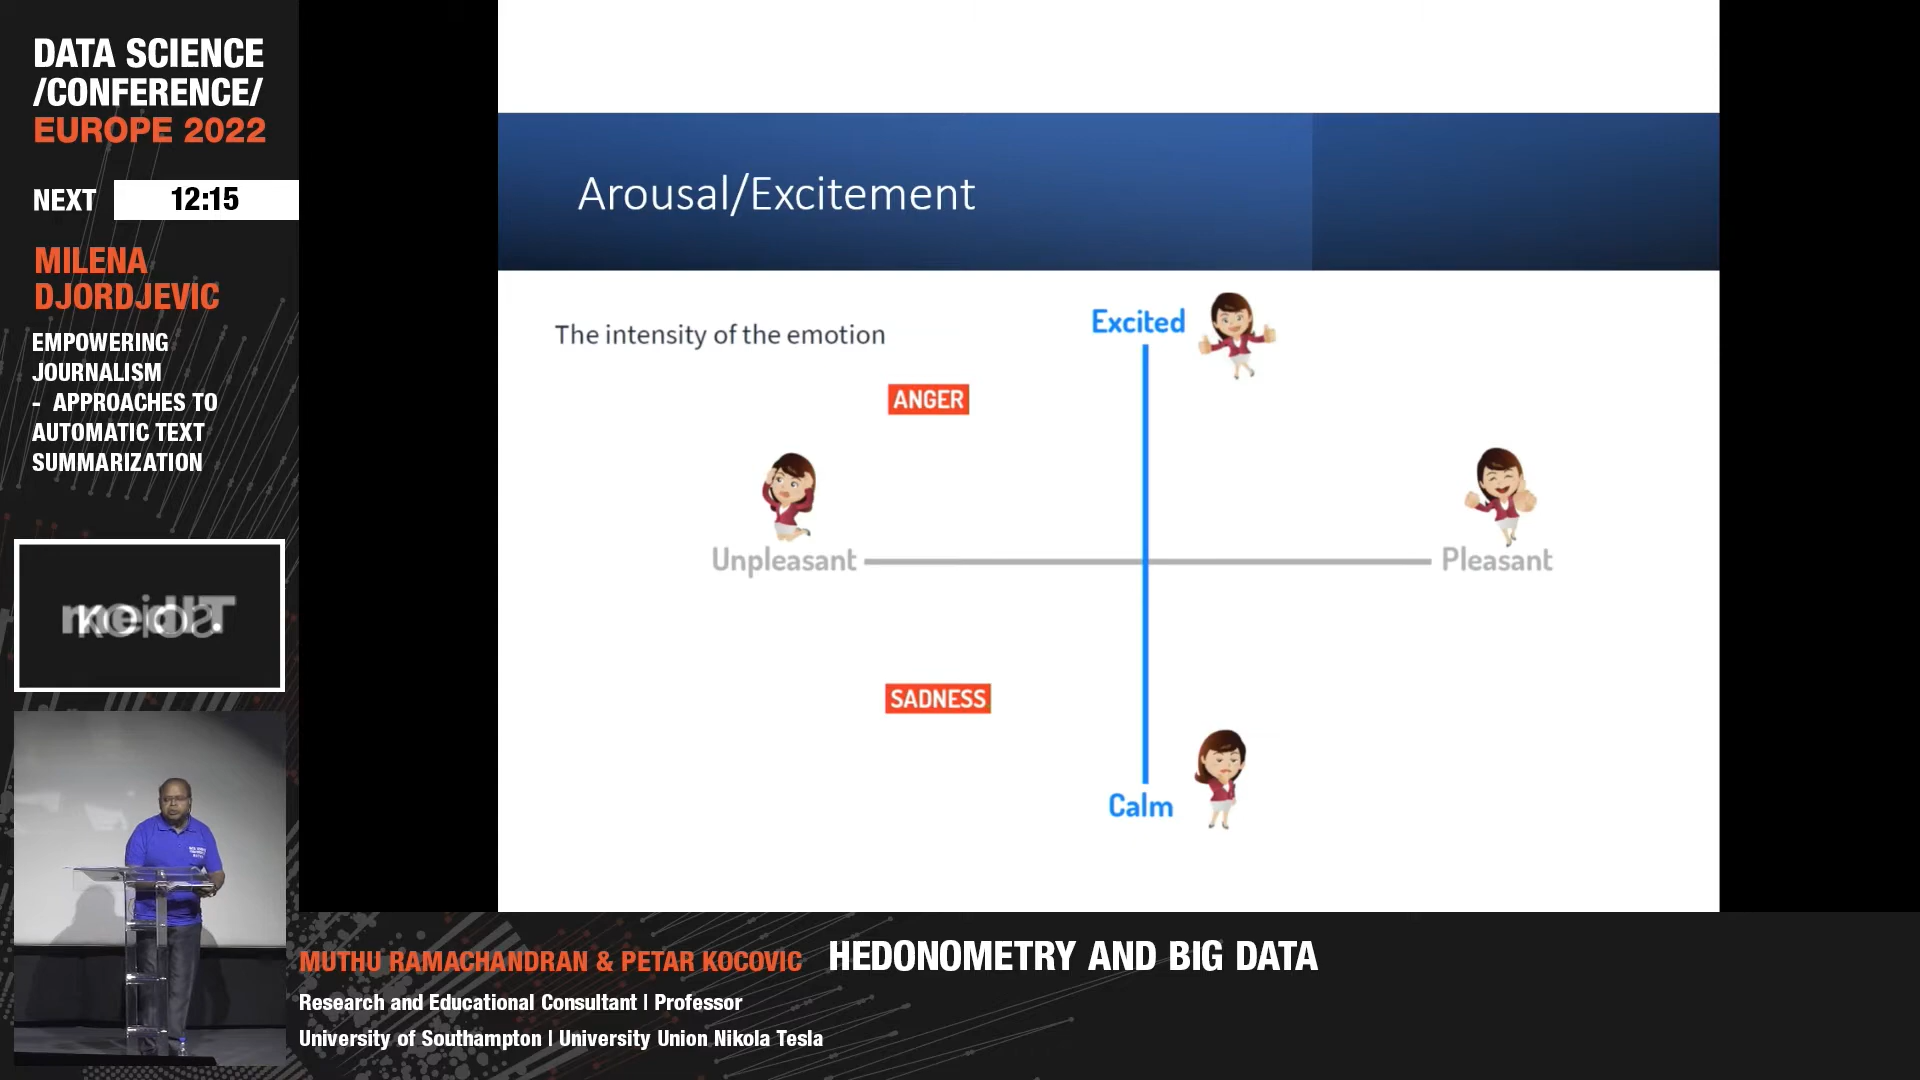 DATA SCIENCE
/CONFERENCE/
EUROPE 2022
NEXT 12:15
MILENA
DJORDJEVIC
EMPOWERING
JOURNALISM
- APPROACHES TO
AUTOMATIC TEXT
SUMMARIZATION
Arousal/Excitement
The intensity of the emotion
Excited
ANGER
Unpleasant
Pleasant
SADNESS
Calm
MUTHU RAMACHANDRAN & PETAR KOCOVIC HEDONOMETRY AND BIG DATA
Research and Educational Consultant | Professor
University of Southampton | University Union Nikola Tesla